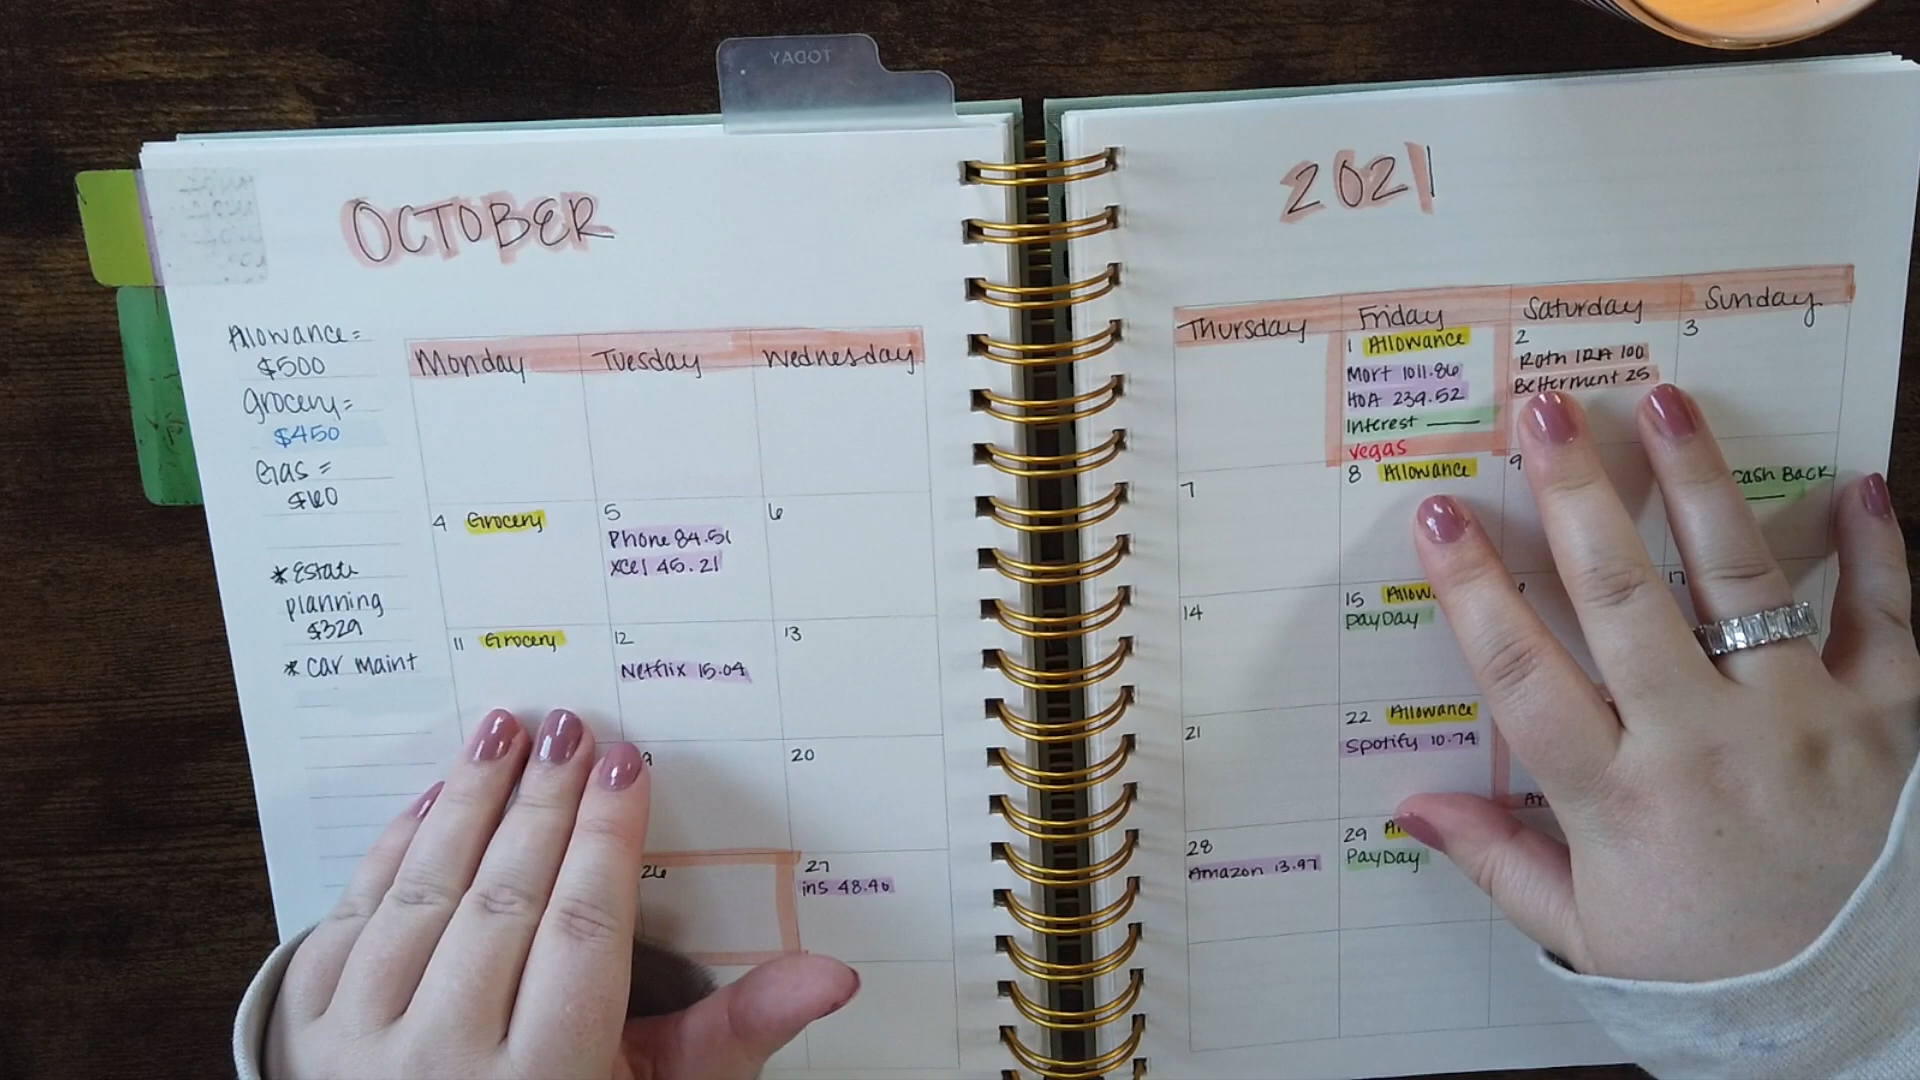 TODAY
OCTOBER
2021
Allowance=
$500
Grocery=
$450
Gas =
$160
*Estate
planning
$329
* Car Maint
Monday
Tuesday
Wednesday
4 Grocery
5
Phone 84.51
xcel 45.21
6
11 Grocery
12
Netflix 15.04
13
20
26
27
ins 48.40
Thursday
Friday
Saturday
Sunday
1 Allowance
Mort 1011.86
HOA 239.52
Interest
Vegas
2
Roth IRA 100
Betterment 25
3
7
8 Allowance
9
Cash Back
14
15 Allow
PayDay
17
21
22 Allowance
Spotify 10.74
28
Amazon 13.97
29
PayDay